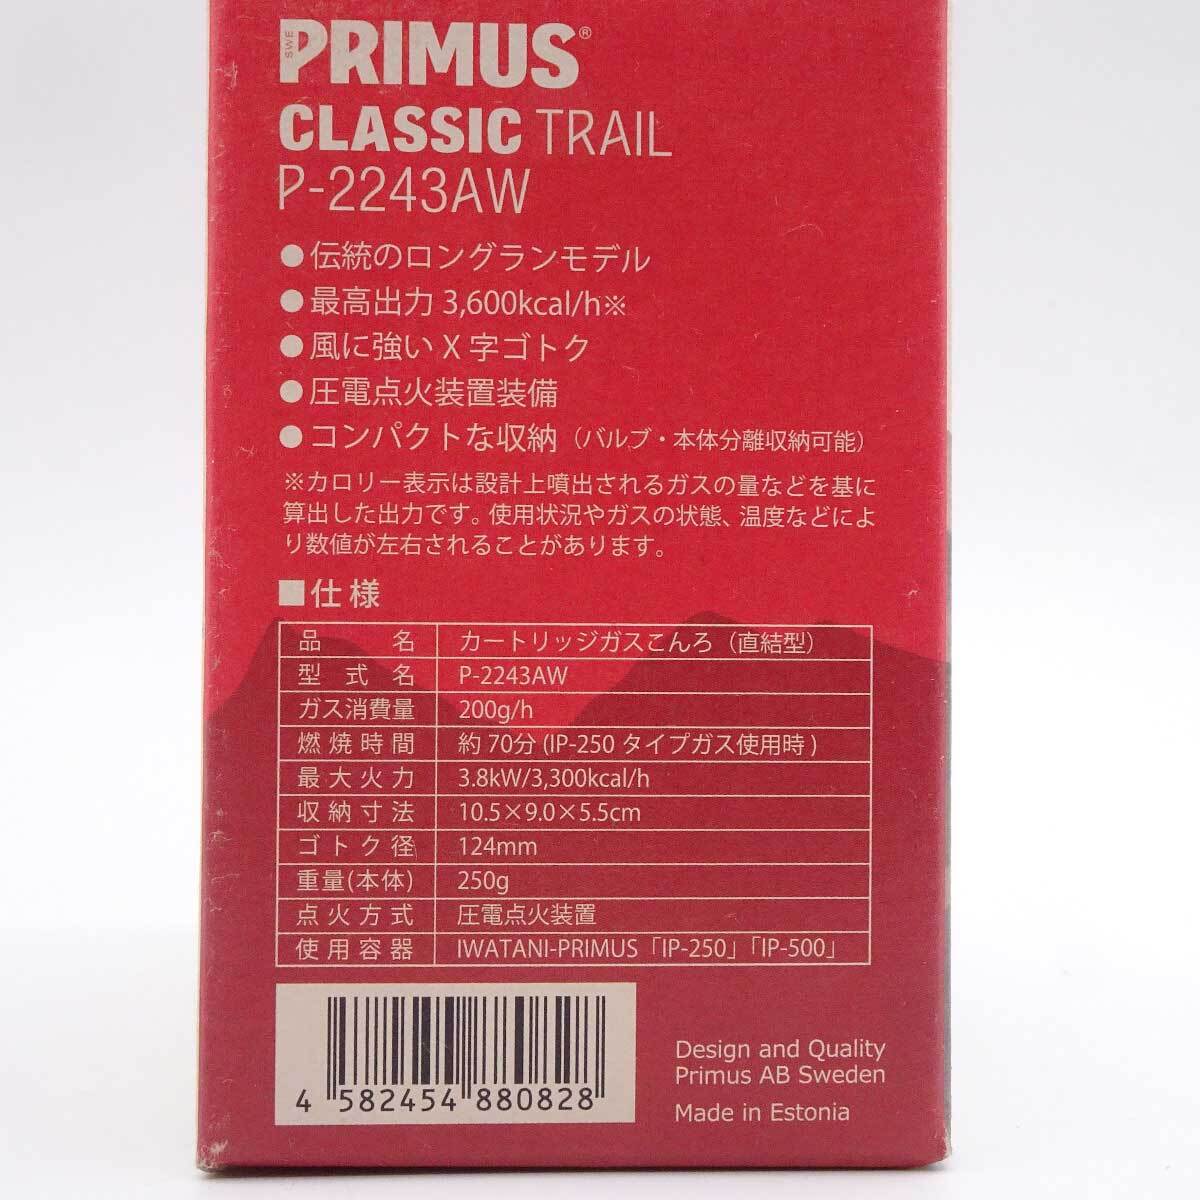 SWE
PRIMUS®
CLASSIC TRAIL
P-2243AW
●伝統のロングランモデル
●最高出力 3,600kcal/h※
●風に強い X 字ゴトク
●圧電点火装置装備
●コンパクトな収納（バルブ・本体分離収納可能）
※カロリー表示は設計上噴出されるガスの量などを基に
算出した出力です。使用状況やガスの状態、温度などによ
り数値が左右されることがあります。
■仕様
品名 カートリッジガスこんろ（直結型）
型式名 P-2243AW
ガス消費量 200g/h
燃焼時間 約70分(IP-250 タイプガス使用時)
最大火力 3.8kW/3,300kcal/h
収納寸法 10.5×9.0×5.5cm
ゴトク径 124mm
重量(本体) 250g
点火方式 圧電点火装置
使用容器 IWATANI-PRIMUS「IP-250」「IP-500」
4 582454 880828
Design and Quality
Primus AB Sweden
Made in Estonia